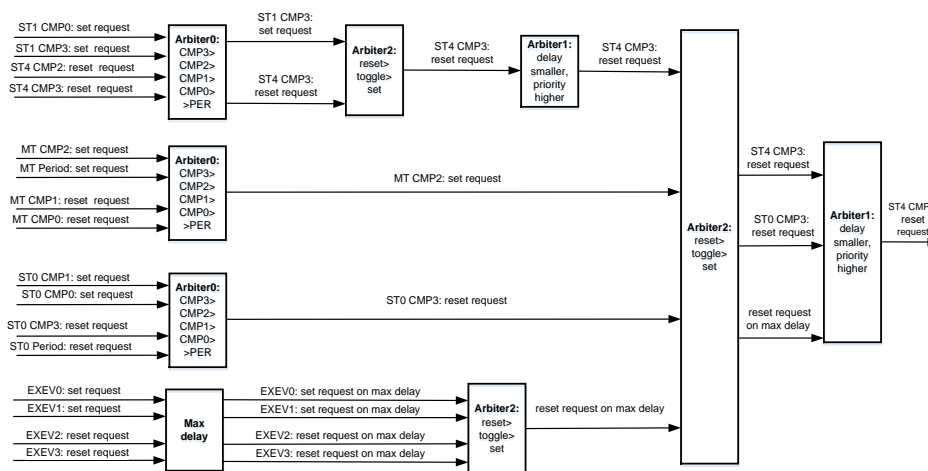 ST1 CMP0: set request
ST1 CMP3: set  request
ST4 CMP2: reset  request
ST4 CMP3: reset  request
Arbiter0:
CMP3>
CMP2>
CMP1>
CMP0>
>PER
ST1 CMP3:
set request
ST4 CMP3:
reset request
Arbiter2:
reset>
toggle>
set
ST4 CMP3:
reset request
Arbiter1:
delay
smaller,
priority
higher
ST4 CMP3:
reset request
MT CMP2: set request
MT Period: set request
MT CMP1: reset  request
MT CMP0: reset request
Arbiter0:
CMP3>
CMP2>
CMP1>
CMP0>
>PER
MT CMP2: set request
ST0 CMP1: set request
ST0 CMP0: set request
ST0 CMP3: reset request
ST0 Period: set request
Arbiter0:
CMP3>
CMP2>
CMP1>
CMP0>
>PER
ST0 CMP3: reset request
EXEV0: set request
EXEV1: set request
EXEV2: reset request
EXEV3: reset request
Max
delay
EXEV0: set request on max delay
EXEV1: set request on max delay
EXEV2: reset request on max delay
EXEV3: reset request on max delay
Arbiter2:
reset>
toggle>
set
reset request on max delay
Arbiter2:
reset>
toggle>
set
ST4 CMP3:
reset request
ST0 CMP3:
reset request
reset request
on max delay
Arbiter1:
delay
smaller,
priority
higher
ST4
reset
request